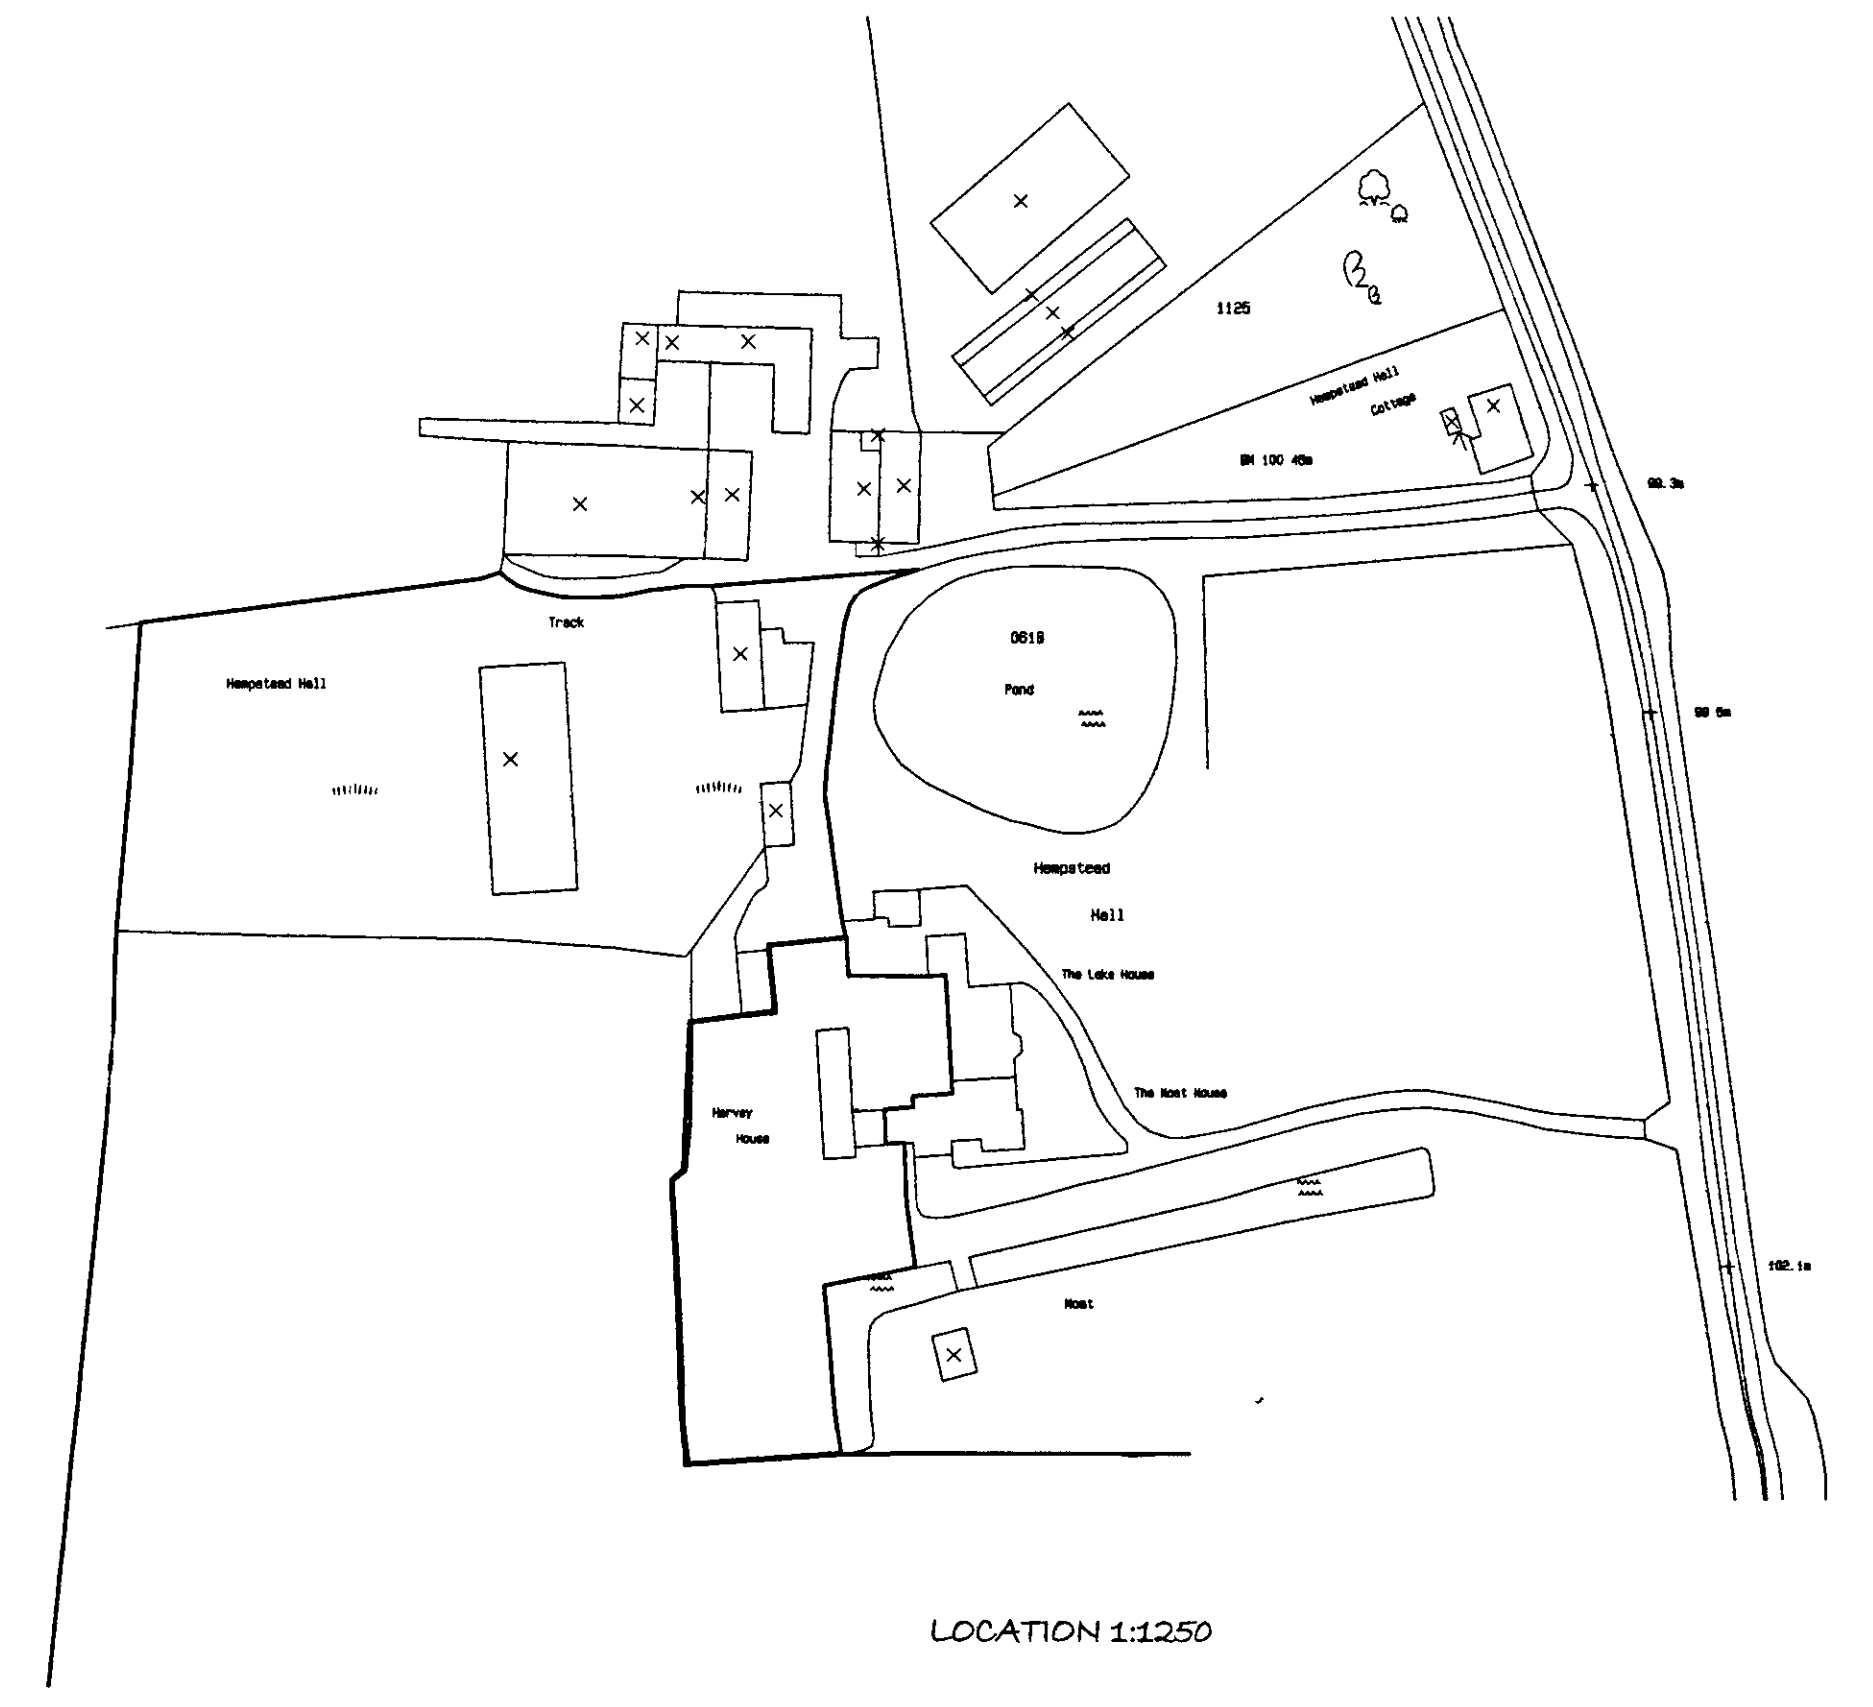 1125
Hempstead Hall
Cottage
BM 100 46m
99.3m
Track
0618
Hempstead Hall
Pond
99 6m
Hempstead
Hall
The Lake House
The Moat House
Harvey
House
102.1m
Moat
LOCATION 1:1250